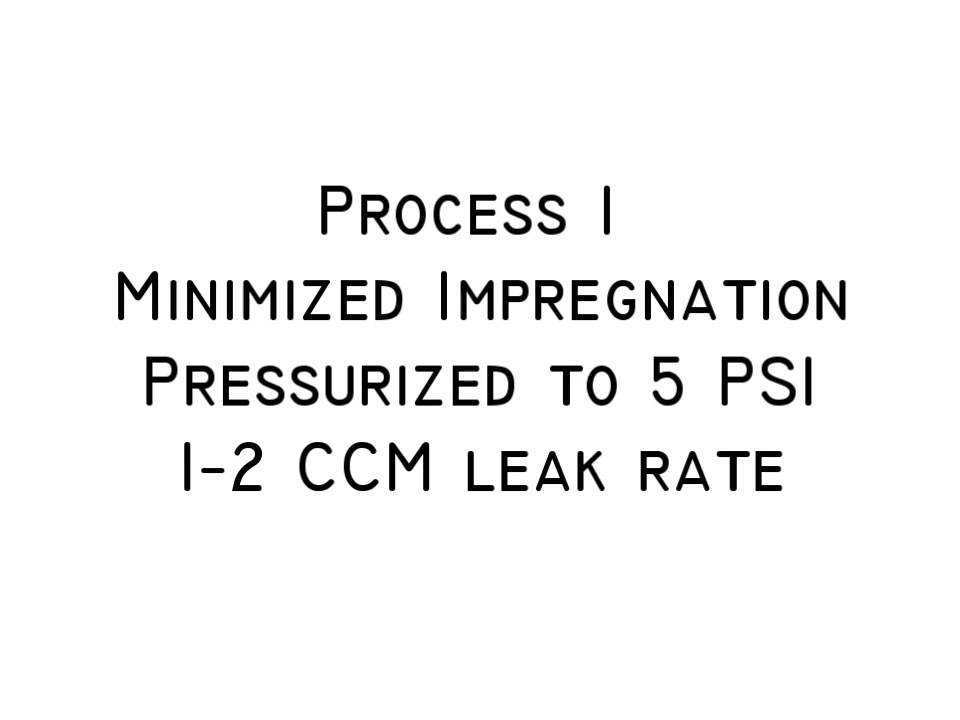 Process 1
Minimized Impregnation
Pressurized to 5 PSI
1-2 CCM leak rate